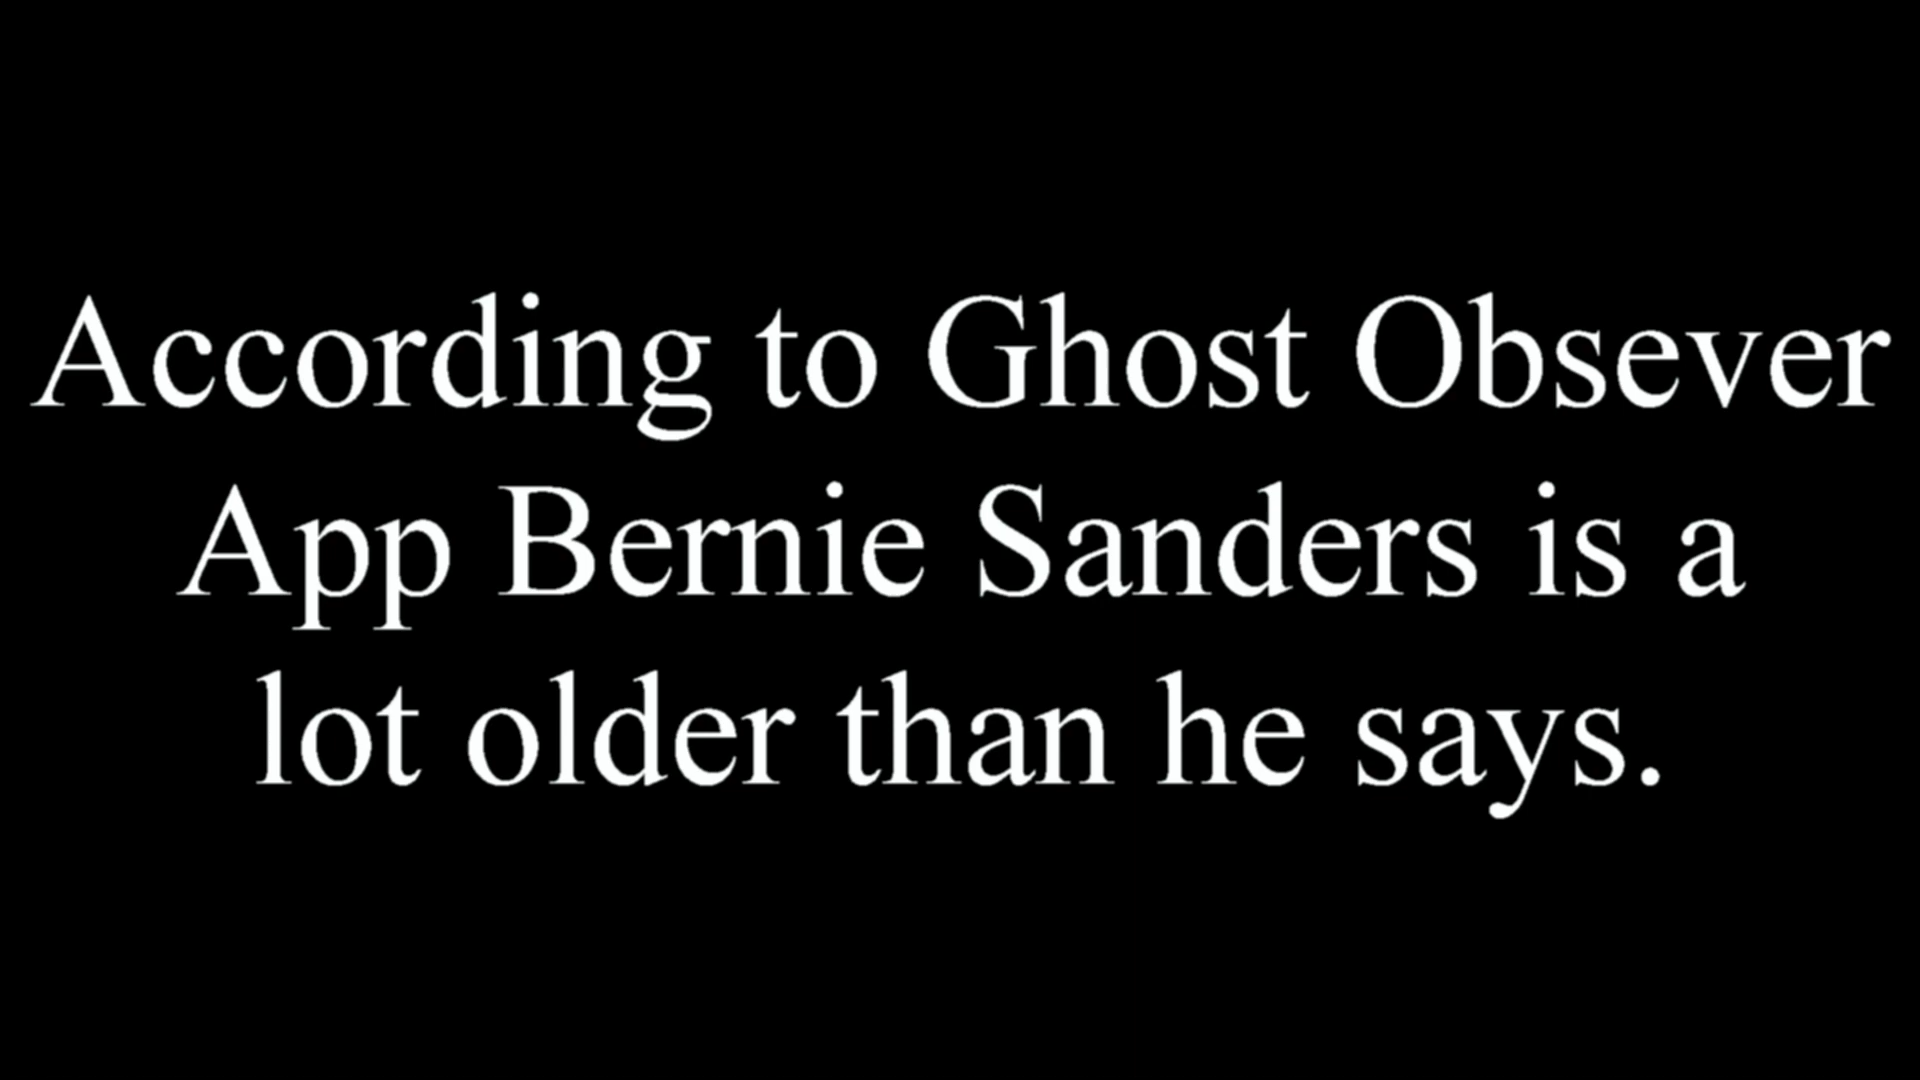 According to Ghost Obsever
App Bernie Sanders is a
lot older than he says.